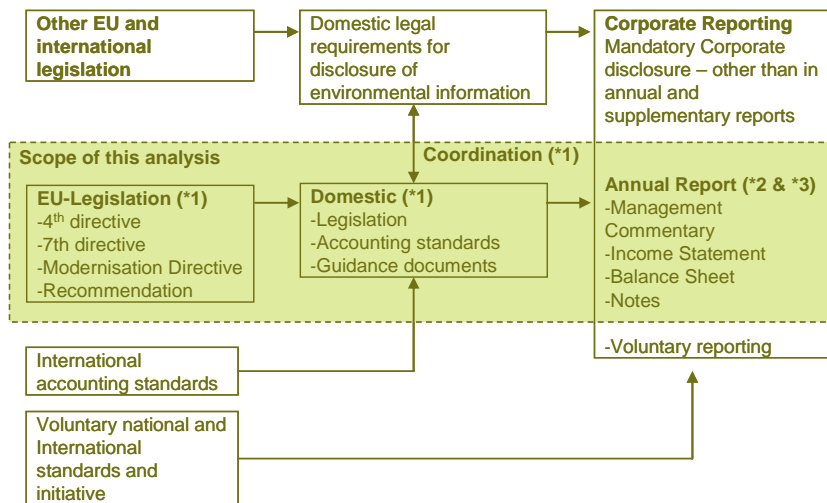 Other EU and
international
legislation
Domestic legal
requirements for
disclosure of
environmental information
Corporate Reporting
Mandatory Corporate
disclosure – other than in
annual and
supplementary reports
Scope of this analysis
Coordination (*1)
EU-Legislation (*1)
-4th directive
-7th directive
-Modernisation Directive
-Recommendation
Domestic (*1)
-Legislation
-Accounting standards
-Guidance documents
Annual Report (*2 & *3)
-Management
Commentary
-Income Statement
-Balance Sheet
-Notes
-Voluntary reporting
International
accounting standards
Voluntary national and
International
standards and
initiative